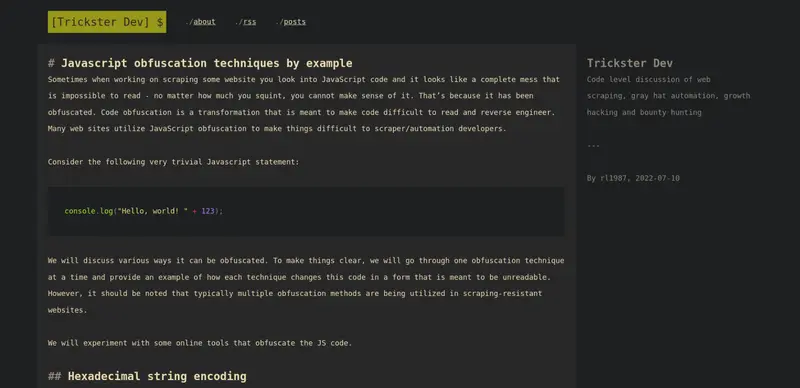 [Trickster Dev] $ ./about ./rss ./posts
# Javascript obfuscation techniques by example
Sometimes when working on scraping some website you look into JavaScript code and it looks like a complete mess that
is impossible to read - no matter how much you squint, you cannot make sense of it. That’s because it has been
obfuscated. Code obfuscation is a transformation that is meant to make code difficult to read and reverse engineer.
Many web sites utilize JavaScript obfuscation to make things difficult to scraper/automation developers.
Consider the following very trivial Javascript statement:
console.log("Hello, world! " + 123);
We will discuss various ways it can be obfuscated. To make things clear, we will go through one obfuscation technique
at a time and provide an example of how each technique changes this code in a form that is meant to be unreadable.
However, it should be noted that typically multiple obfuscation methods are being utilized in scraping-resistant
websites.
We will experiment with some online tools that obfuscate the JS code.
## Hexadecimal string encoding
Trickster Dev
Code level discussion of web
scraping, gray hat automation, growth
hacking and bounty hunting
---
By rl1987, 2022-07-10